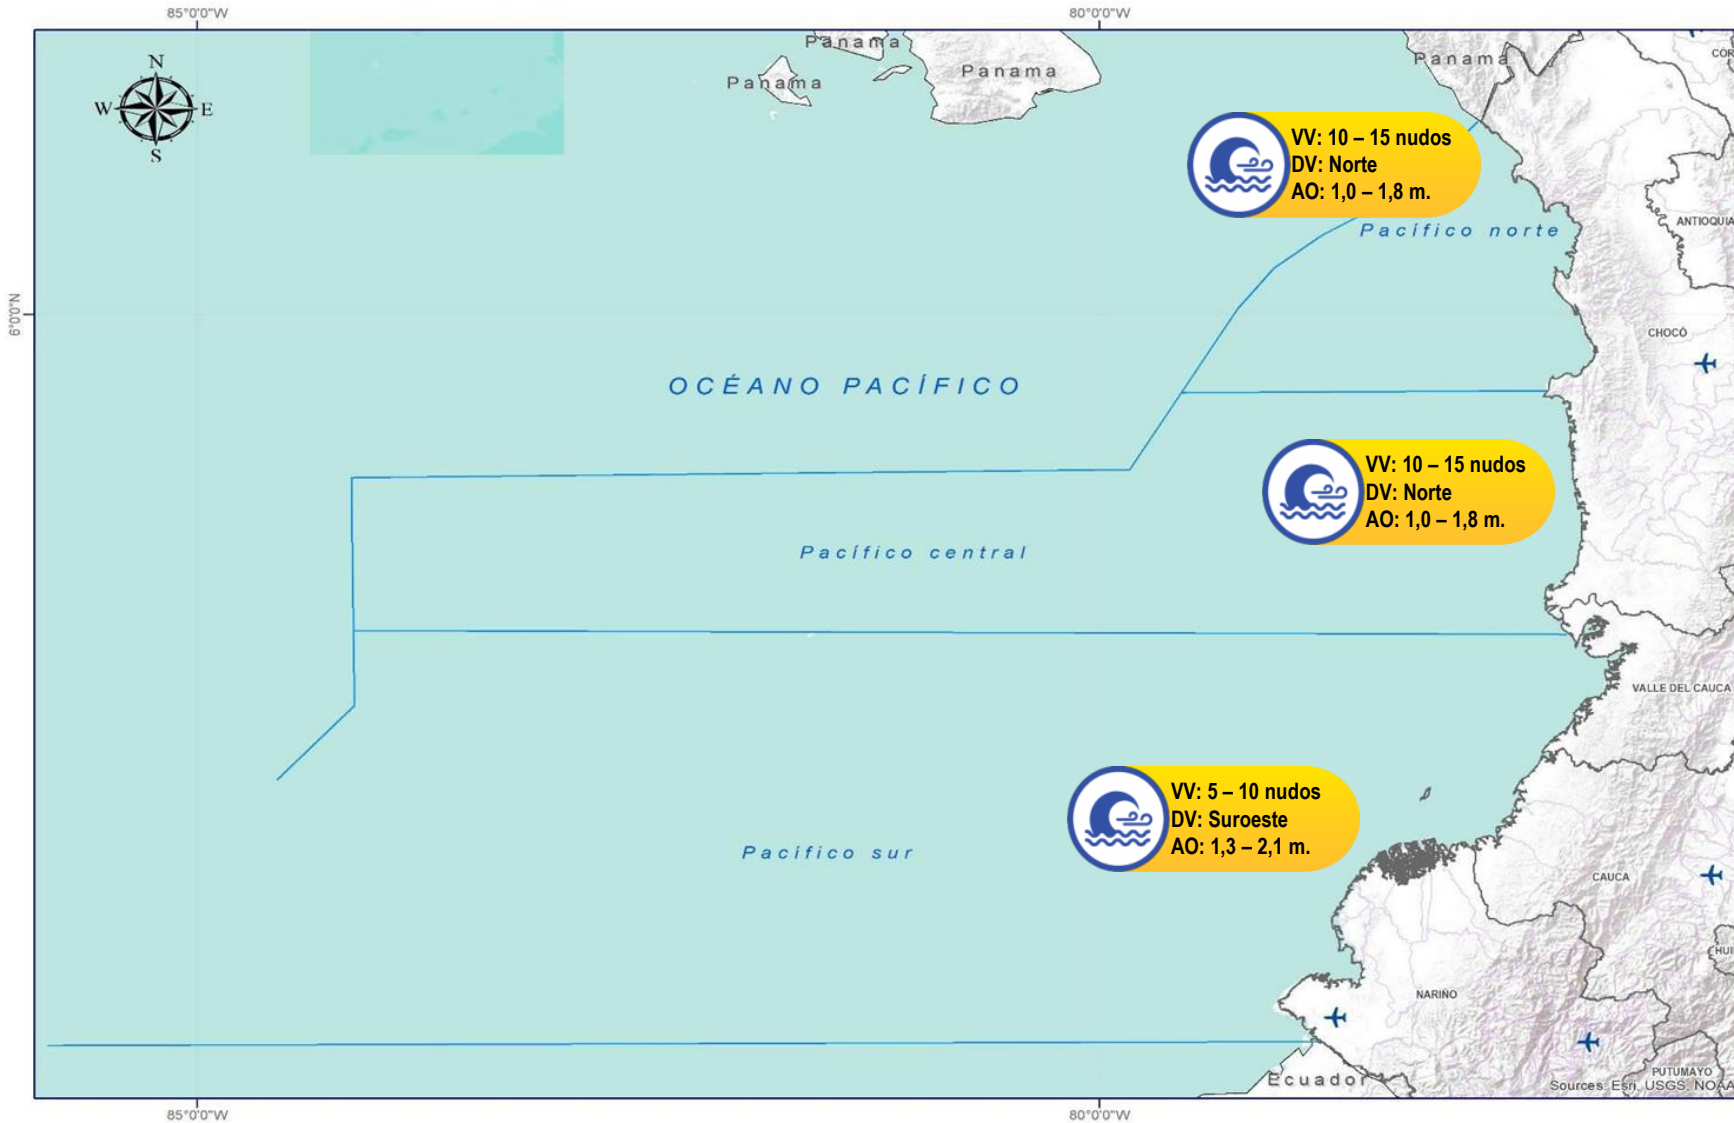 85°0'0"W
80°0'0"W
N
W
E
S
Panama
Panama
Panama
Panama
VV: 10 – 15 nudos
DV: Norte
AO: 1,0 – 1,8 m.
ANTIOQUIA
Pacífico norte
6°0'0"N
CHOCÓ
OCÉANO PACÍFICO
VV: 10 – 15 nudos
DV: Norte
AO: 1,0 – 1,8 m.
Pacífico central
VALLE DEL CAUCA
VV: 5 – 10 nudos
DV: Suroeste
AO: 1,3 – 2,1 m.
Pacífico sur
CAUCA
NARIÑO
Ecuador
PUTUMAYO
Sources: Esri, USGS, NOAA
85°0'0"W
80°0'0"W